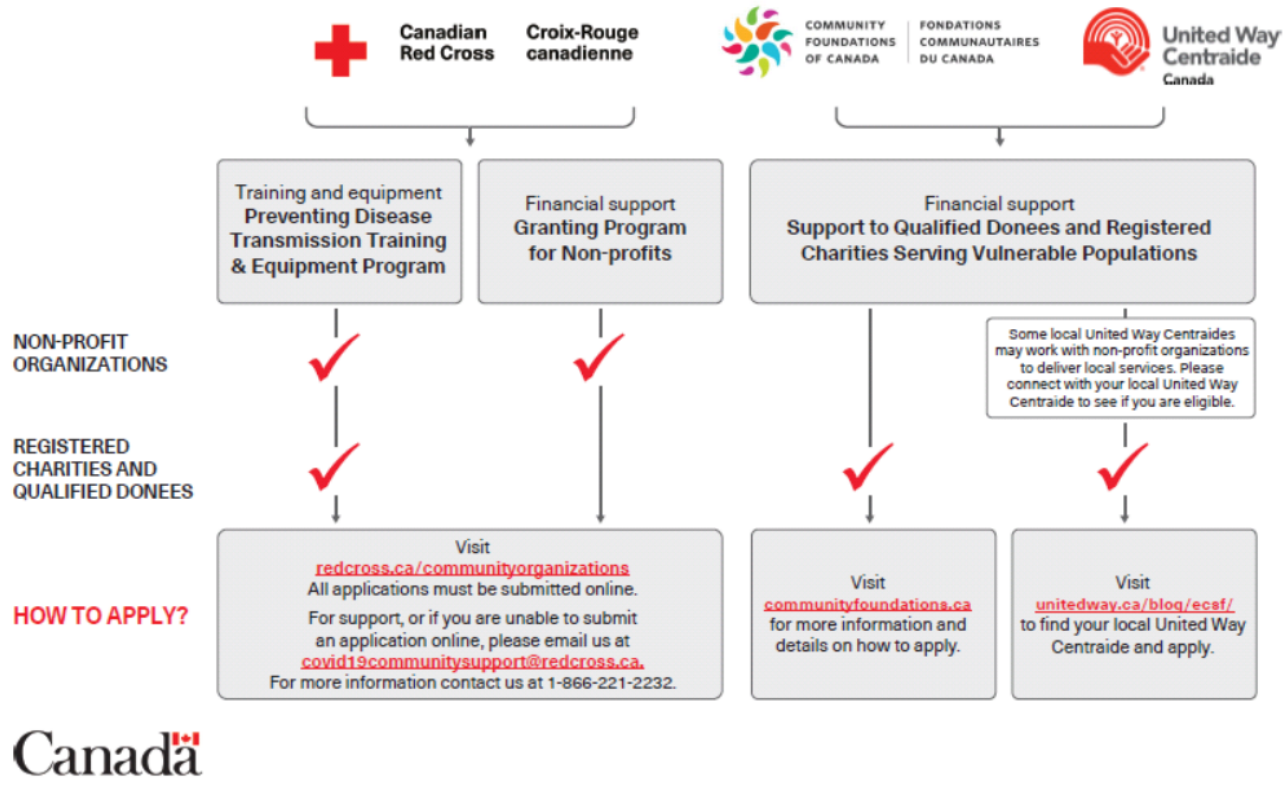 Canadian
Red Cross
Croix-Rouge
canadienne
COMMUNITY
FOUNDATIONS
OF CANADA
FONDATIONS
COMMUNAUTAIRES
DU CANADA
United Way
Centraide
Canada
Training and equipment
Preventing Disease
Transmission Training
& Equipment Program
Financial support
Granting Program
for Non-profits
Financial support
Support to Qualified Donees and Registered
Charities Serving Vulnerable Populations
NON-PROFIT
ORGANIZATIONS
Some local United Way Centraides
may work with non-profit organizations
to deliver local services. Please
connect with your local United Way
Centraide to see if you are eligible.
REGISTERED
CHARITIES AND
QUALIFIED DONEES
HOW TO APPLY?
Visit
redcross.ca/communityorganizations
All applications must be submitted online.
For support, or if you are unable to submit
an application online, please email us at
covid19communitysupport@redcross.ca.
For more information contact us at 1-866-221-2232.
Visit
communityfoundations.ca
for more information and
details on how to apply.
Visit
unitedway.ca/blog/ecsf/
to find your local United Way
Centraide and apply.
Canada